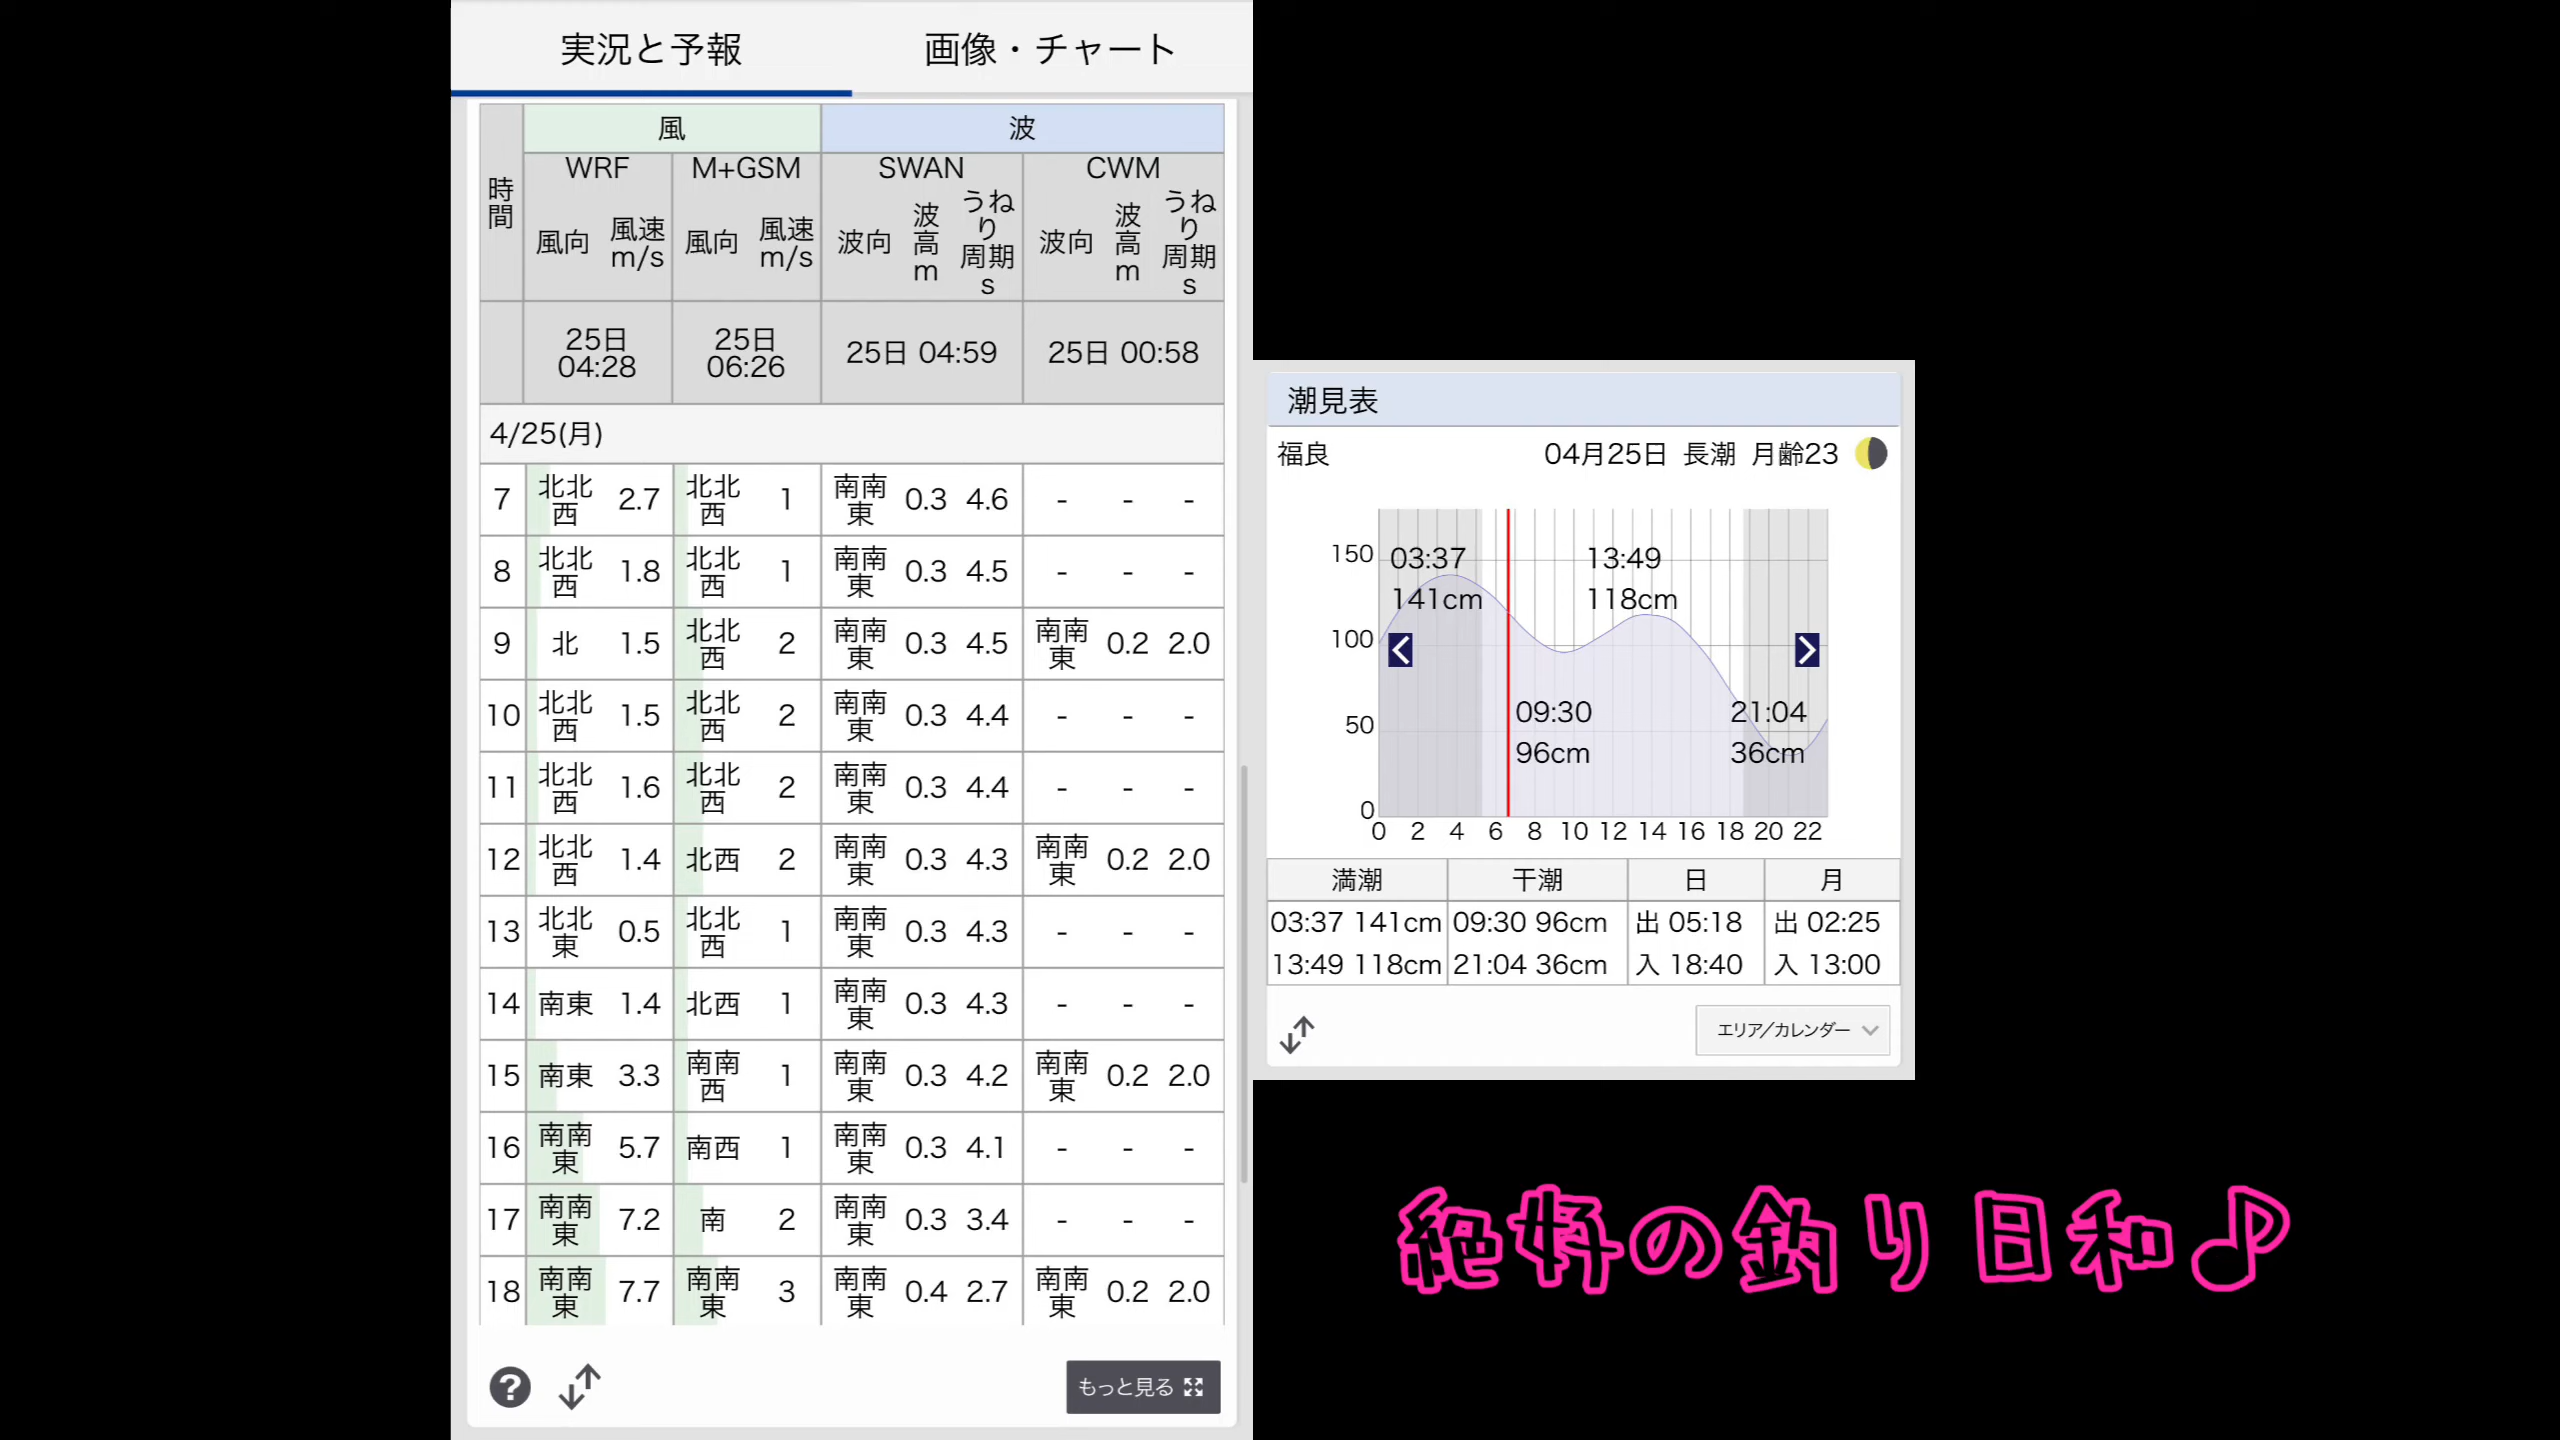 実況と予報 画像・チャート
時間 風 波
WRF M+GSM SWAN CWM
風向 風速m/s 風向 風速m/s 波向 波高m うねり周期s 波向 波高m うねり周期s
25日 04:28 25日 06:26 25日 04:59 25日 00:58
4/25(月)
7 北北西 2.7 北北西 1 南南東 0.3 4.6 - - -
8 北北西 1.8 北北西 1 南南東 0.3 4.5 - - -
9 北 1.5 北北西 2 南南東 0.3 4.5 南南東 0.2 2.0
10 北北西 1.5 北北西 2 南南東 0.3 4.4 - - -
11 北北西 1.6 北北西 2 南南東 0.3 4.4 - - -
12 北北西 1.4 北西 2 南南東 0.3 4.3 南南東 0.2 2.0
13 北北東 0.5 北北西 1 南南東 0.3 4.3 - - -
14 南東 1.4 北西 1 南南東 0.3 4.3 - - -
15 南東 3.3 南南西 1 南南東 0.3 4.2 南南東 0.2 2.0
16 南南東 5.7 南西 1 南南東 0.3 4.1 - - -
17 南南東 7.2 南 2 南南東 0.3 3.4 - - -
18 南南東 7.7 南南東 3 南南東 0.4 2.7 南南東 0.2 2.0
?
もっと見る
潮見表
福良 04月25日 長潮 月齢23
150 03:37 13:49
141cm 118cm
100
50 09:30 21:04
96cm 36cm
0
0 2 4 6 8 10 12 14 16 18 20 22
満潮 干潮 日 月
03:37 141cm 09:30 96cm 出 05:18 出 02:25
13:49 118cm 21:04 36cm 入 18:40 入 13:00
エリア/カレンダー
絶好の釣り日和♪